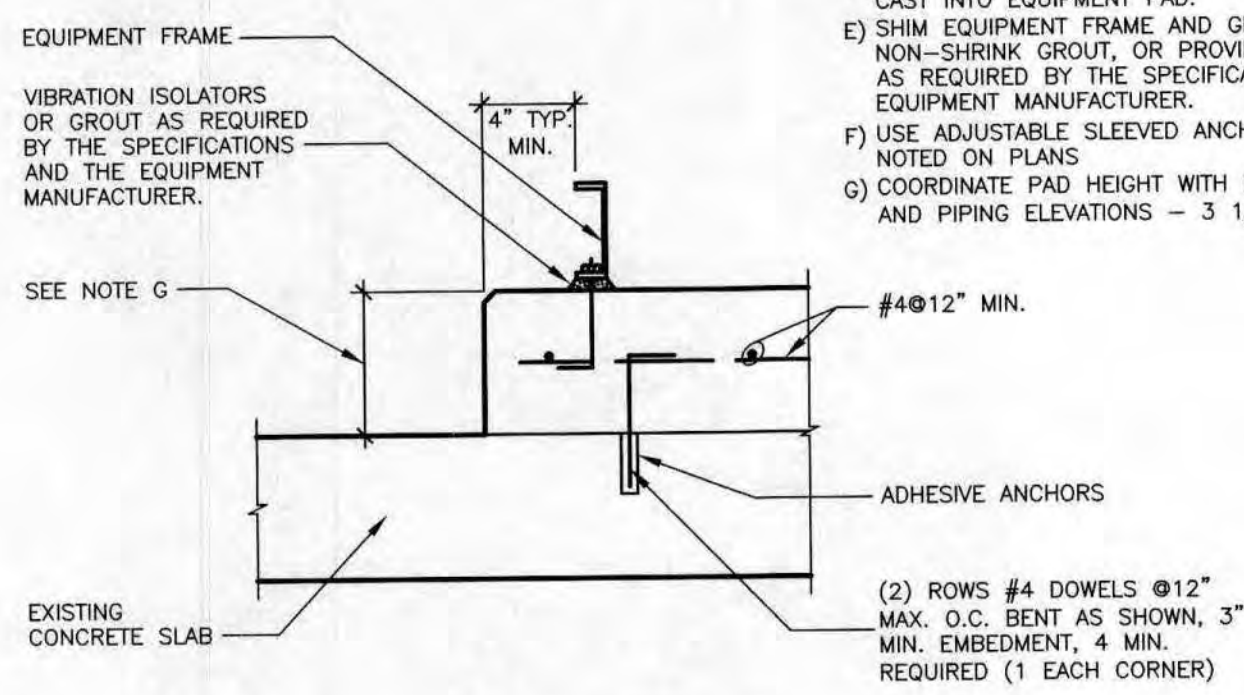 CAST INTO EQUIPMENT PAD.
E) SHIM EQUIPMENT FRAME AND
NON-SHRINK GROUT, OR
AS REQUIRED BY THE
EQUIPMENT MANUFACTURER.
F) USE ADJUSTABLE SLEEVED
NOTED ON PLANS
G) COORDINATE PAD HEIGHT WITH
AND PIPING ELEVATIONS - 3
EQUIPMENT FRAME
VIBRATION ISOLATORS
OR GROUT AS REQUIRED
BY THE SPECIFICATIONS
AND THE EQUIPMENT
MANUFACTURER.
4" TYP.
MIN.
SEE NOTE G
#4@12" MIN.
ADHESIVE ANCHORS
(2) ROWS #4 DOWELS @12"
MAX. O.C. BENT AS SHOWN, 3"
MIN. EMBEDMENT, 4 MIN.
REQUIRED (1 EACH CORNER)
EXISTING
CONCRETE SLAB